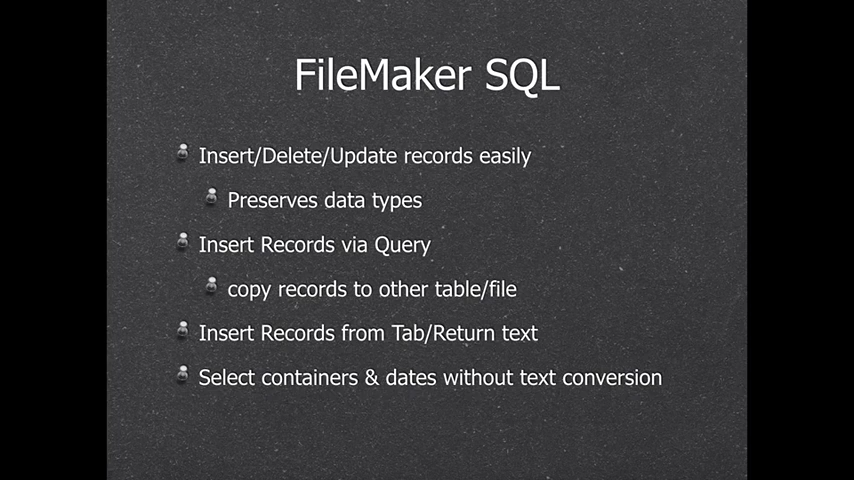 FileMaker SQL
Insert/Delete/Update records easily
Preserves data types
Insert Records via Query
copy records to other table/file
Insert Records from Tab/Return text
Select containers & dates without text conversion